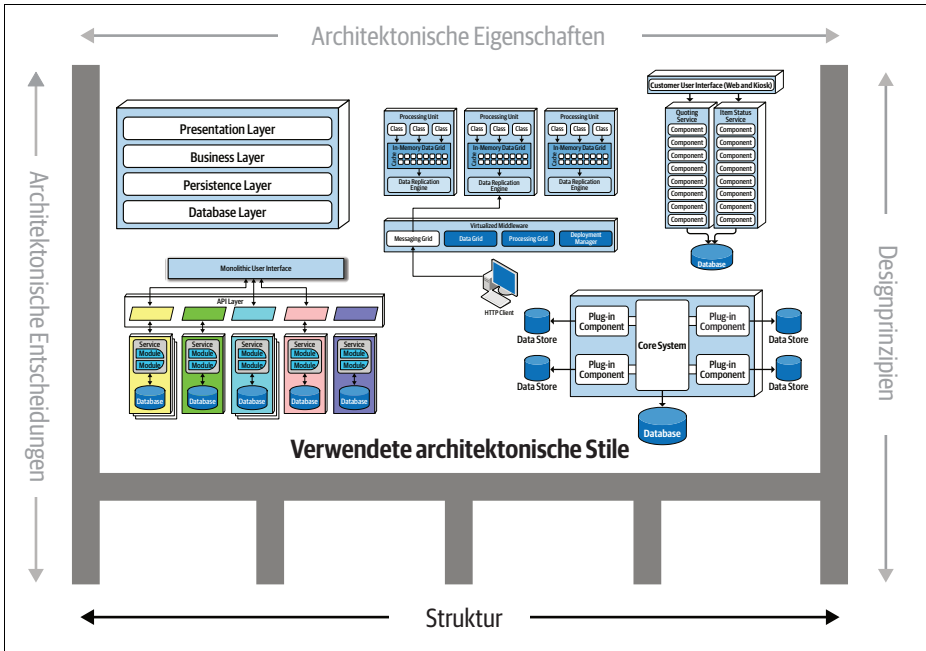 Architektonische Eigenschaften
Architektonische Entscheidungen
Designprinzipien
Presentation Layer
Business Layer
Persistence Layer
Database Layer
Processing Unit
Class Class Class
In-Memory Data Grid
Cache
Data Replication
Engine
Processing Unit
Class Class Class
In-Memory Data Grid
Cache
Data Replication
Engine
Processing Unit
Class Class Class
In-Memory Data Grid
Cache
Data Replication
Engine
Virtualized Middleware
Messaging Grid
Data Grid
Processing Grid
Deployment
Manager
HTTP Client
Customer User Interface (Web and Kiosk)
Quoting
Service
Component
Component
Component
Component
Component
Component
Component
Component
Item Status
Service
Component
Component
Component
Component
Component
Component
Component
Component
Database
Monolithic User Interface
API Layer
Service
Module
Module
Database
Service
Module
Module
Database
Service
Module
Module
Database
Service
Module
Module
Database
Service
Module
Module
Database
Data Store
Plug-in
Component
Core System
Plug-in
Component
Data Store
Data Store
Plug-in
Component
Plug-in
Component
Data Store
Database
Verwendete architektonische Stile
Struktur